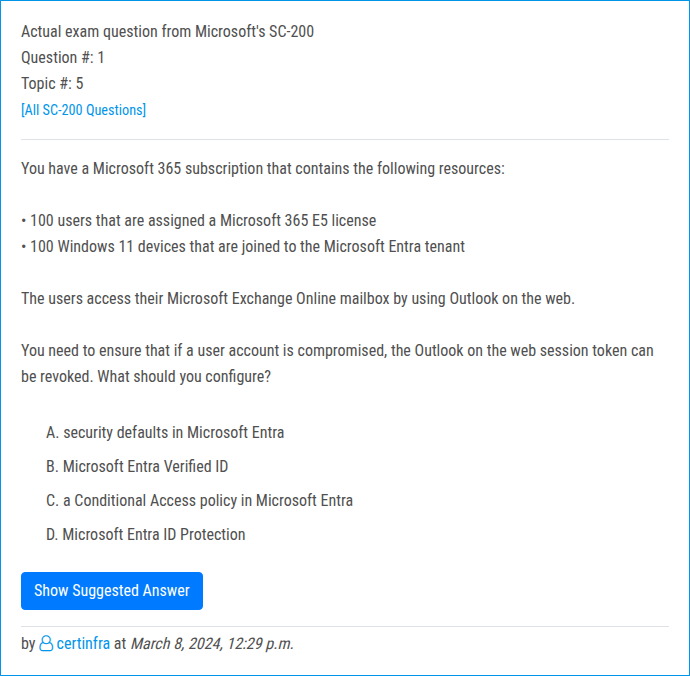 Actual exam question from Microsoft's SC-200
Question #: 1
Topic #: 5
[All SC-200 Questions]
You have a Microsoft 365 subscription that contains the following resources:
• 100 users that are assigned a Microsoft 365 E5 license
• 100 Windows 11 devices that are joined to the Microsoft Entra tenant
The users access their Microsoft Exchange Online mailbox by using Outlook on the web.
You need to ensure that if a user account is compromised, the Outlook on the web session token can
be revoked. What should you configure?
A. security defaults in Microsoft Entra
B. Microsoft Entra Verified ID
C. a Conditional Access policy in Microsoft Entra
D. Microsoft Entra ID Protection
Show Suggested Answer
by certinfra at March 8, 2024, 12:29 p.m.